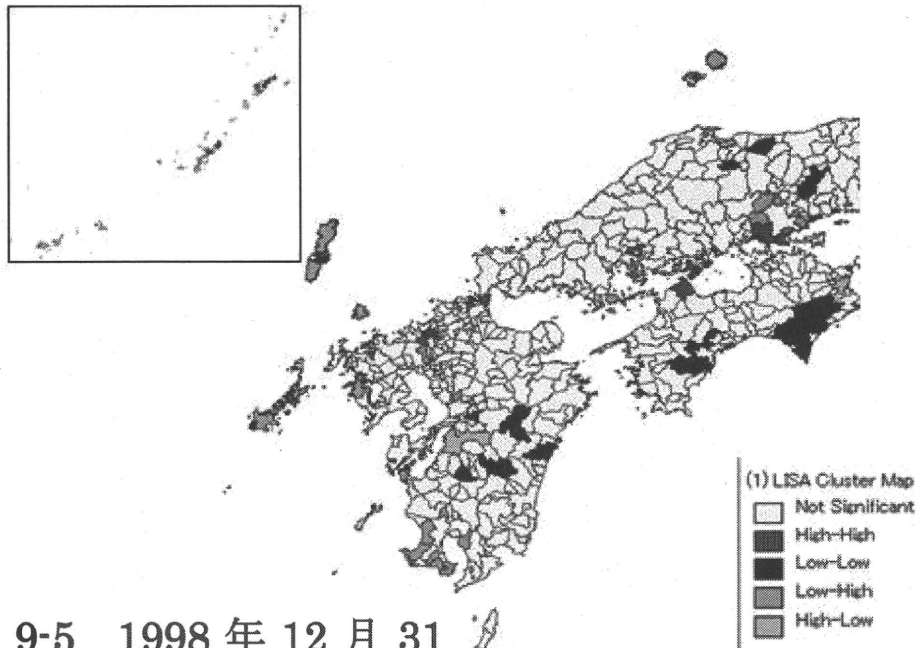 (1) LISA Cluster Map
Not Significant
High-High
Low-Low
Low-High
High-Low
9-5 1998 年 12 月 31